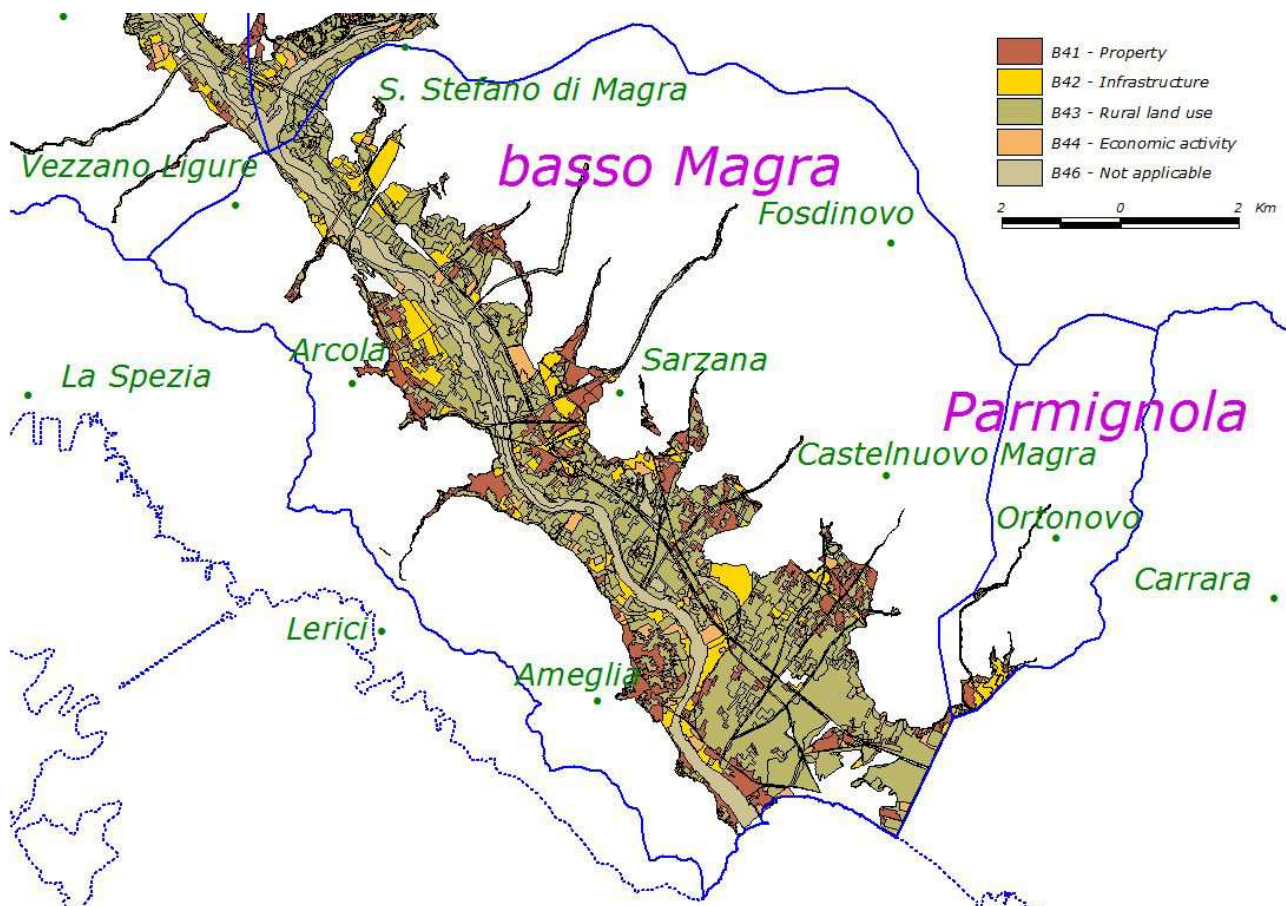 B41 - Property
B42 - Infrastructure
B43 - Rural land use
B44 - Economic activity
B46 - Not applicable
2 0 2 Km
S. Stefano di Magra
Vezzano Ligure
basso Magra
Fosdinovo
Arcola
Sarzana
La Spezia
Parmignola
Castelnuovo Magra
Ortonovo
Carrara
Lerici
Ameglia